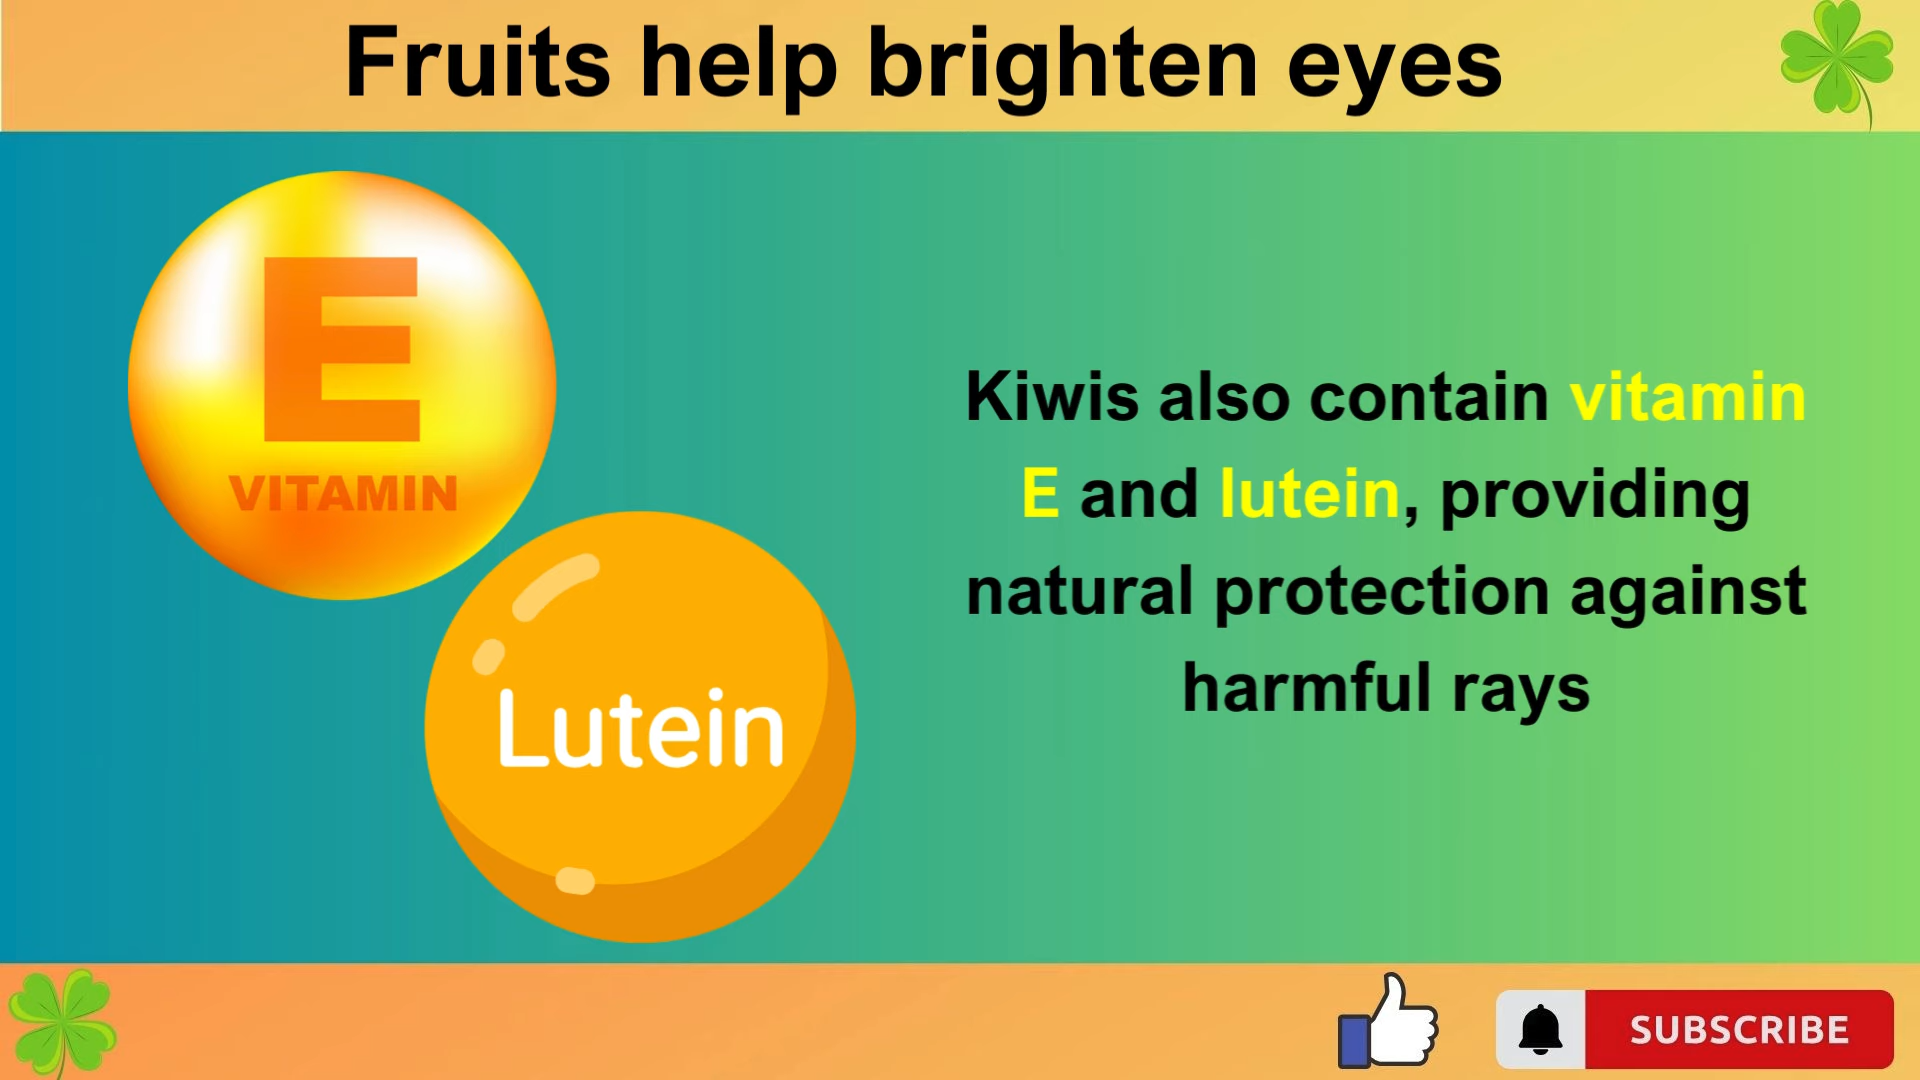 Fruits help brighten eyes
E
VITAMIN
Lutein
Kiwis also contain vitamin
E and lutein, providing
natural protection against
harmful rays
SUBSCRIBE